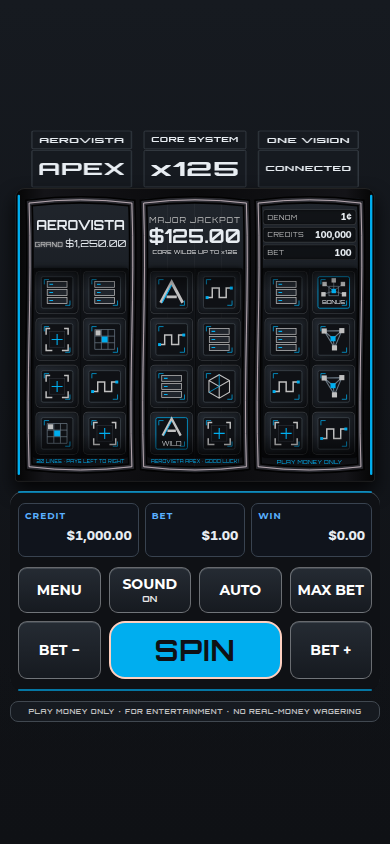 AEROVISTA
CORE SYSTEM
ONE VISION
APEX
x125
CONNECTED
AEROVISTA
GRAND $1,250.00
MAJOR JACKPOT
$125.00
CORE WILDS UP TO x125
DENOM 1¢
CREDITS 100,000
BET 100
BONUS
WILD
20 LINES · PAYS LEFT TO RIGHT
AEROVISTA APEX · GOOD LUCK!
PLAY MONEY ONLY
CREDIT
$1,000.00
BET
$1.00
WIN
$0.00
MENU
SOUND
ON
AUTO
MAX BET
BET −
SPIN
BET +
PLAY MONEY ONLY · FOR ENTERTAINMENT · NO REAL-MONEY WAGERING